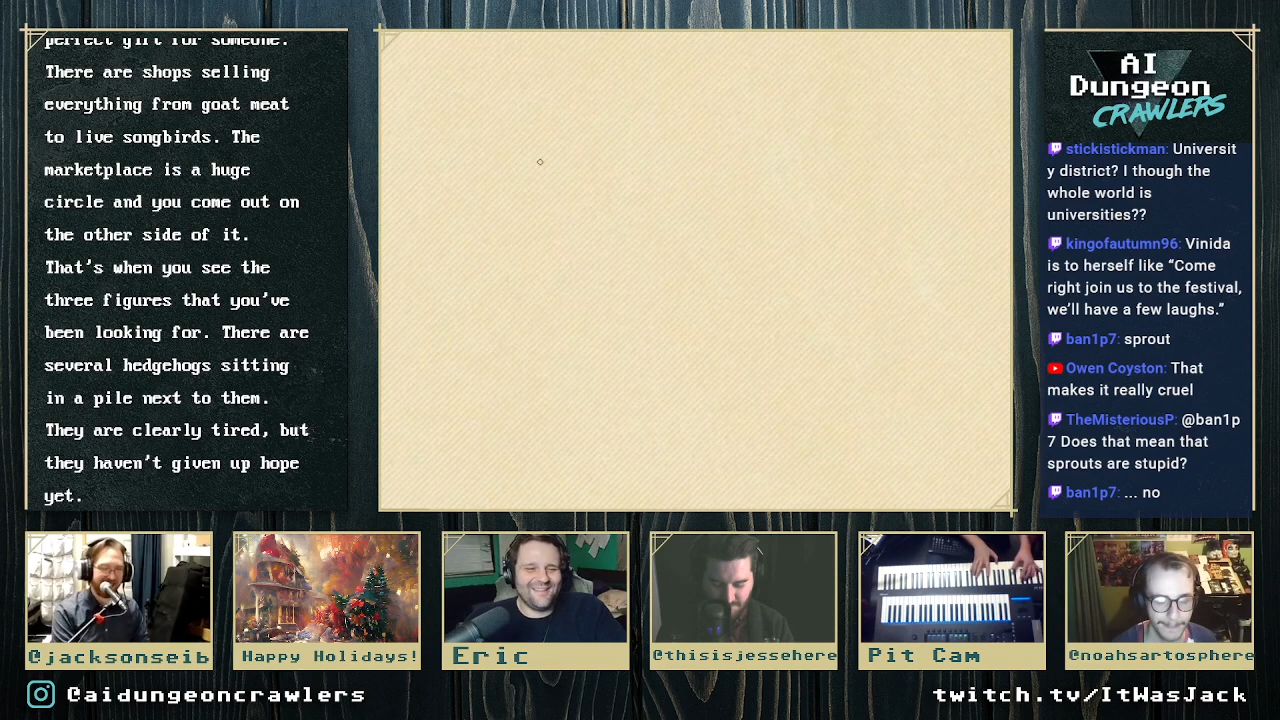 perfect gift for someone.
There are shops selling
everything from goat meat
to live songbirds. The
marketplace is a huge
circle and you come out on
the other side of it.
That's when you see the
three figures that you've
been looking for. There are
several hedgehogs sitting
in a pile next to them.
They are clearly tired, but
they haven't given up hope
yet.
AI
Dungeon
CRAWLERS
stickistickman: Universit
y district? I though the
whole world is
universities??
kingofautumn96: Vinida
is to herself like “Come
right join us to the festival,
we'll have a few laughs.”
ban1p7: sprout
Owen Coyston: That
makes it really cruel
TheMisteriousP: @ban1p
7 Does that mean that
sprouts are stupid?
ban1p7: ... no
@jacksonseib
Happy Holidays!
Eric
@thisisjessehere
Pit Cam
@noahsartosphere
@aidungeoncrawlers
twitch.tv/ItWasJack